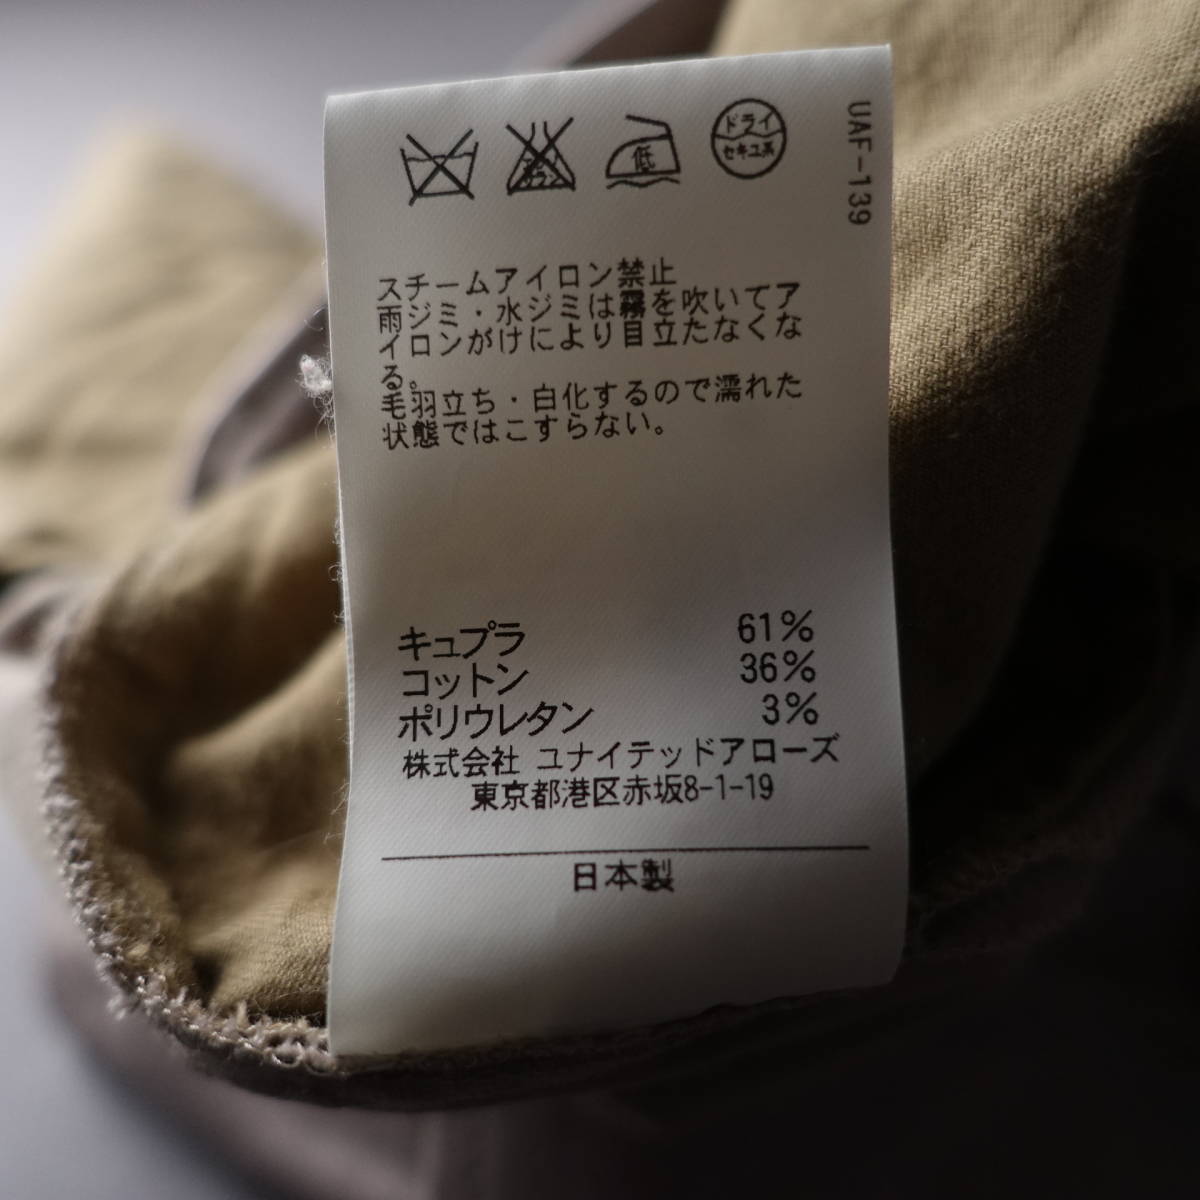 低
ドライ
セキユ系
UAF-139
スチームアイロン禁止
雨ジミ・水ジミは霧を吹いてア
イロンがけにより目立たなくな
る。
毛羽立ち・白化するので濡れた
状態ではこすらない。
キュプラ 61%
コットン 36%
ポリウレタン 3%
株式会社 ユナイテッドアローズ
東京都港区赤坂8-1-19
日本製